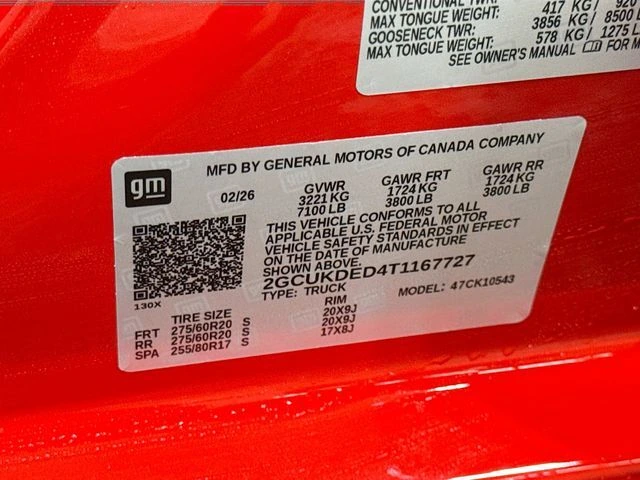 CONVENTIONAL TWR:
MAX TONGUE WEIGHT: 417 KG / 920
GOOSENECK TWR: 3856 KG / 8500
MAX TONGUE WEIGHT: 578 KG / 1275 LB
SEE OWNER'S MANUAL FOR M
gm
MFD BY GENERAL MOTORS OF CANADA COMPANY
02/26 GVWR GAWR FRT GAWR RR
3221 KG 1724 KG 1724 KG
7100 LB 3800 LB 3800 LB
THIS VEHICLE CONFORMS TO ALL
APPLICABLE U.S. FEDERAL MOTOR
VEHICLE SAFETY STANDARDS IN EFFECT
ON THE DATE OF MANUFACTURE
SHOWN ABOVE.
2GCUKDED4T1167727
TYPE: TRUCK MODEL: 47CK10543
130X
TIRE SIZE RIM
FRT 275/60R20 S 20X9J
RR 275/60R20 S 20X9J
SPA 255/80R17 S 17X8J